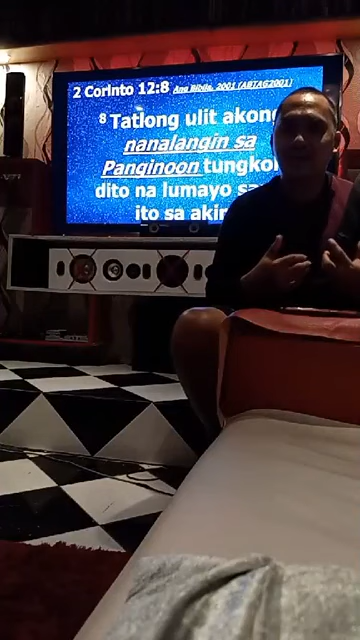 2 Corinto 12:8 Ang Biblia, 2001 (ABTAG2001)
8 Tatlong ulit akong
nanalangin sa
Panginoon tungkol
dito na lumayo sa
ito sa akin